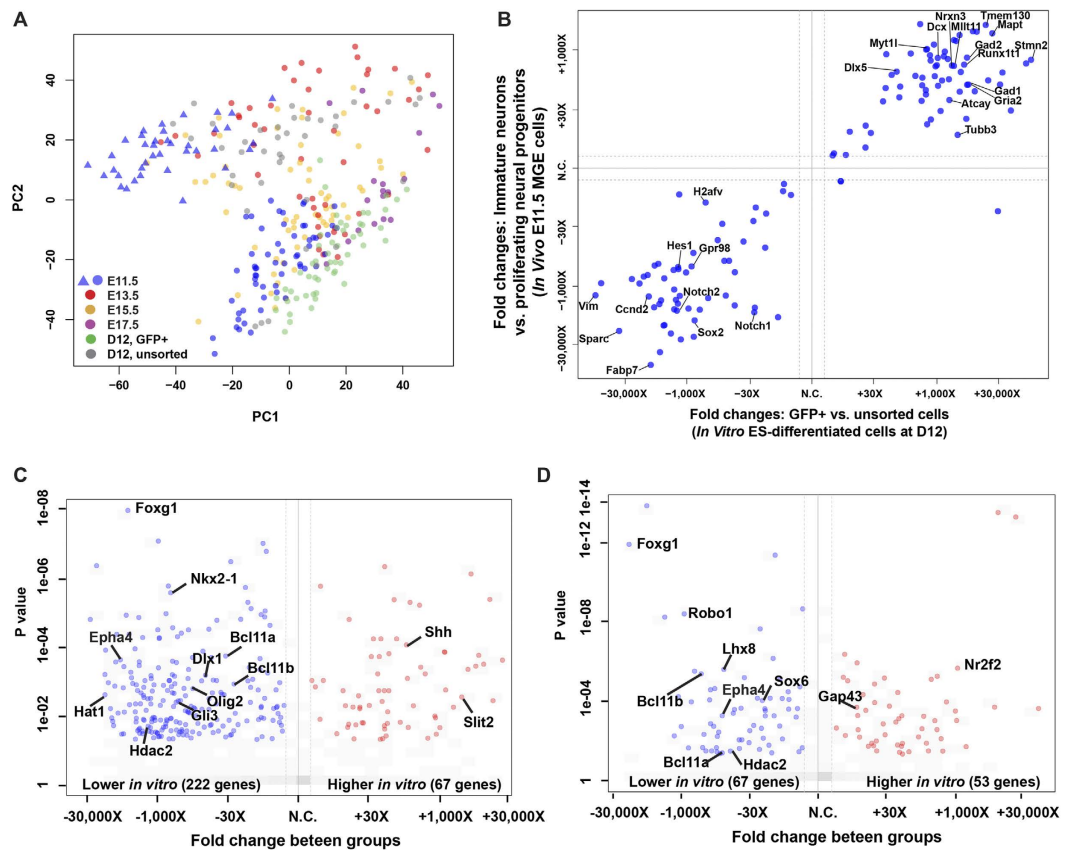 A
PC2
40
20
0
−20
−40
E11.5
E13.5
E15.5
E17.5
D12, GFP+
D12, unsorted
−60
−40
−20
0
20
40
PC1
B
Fold changes: Immature neurons
vs. proliferating neural progenitors
(In Vivo E11.5 MGE cells)
+1,000X
+30X
N.C.
−30X
−1,000X
−30,000X
Nrxn3
Tmem130
Dcx
Mllt11
Mapt
Myt1l
Gad2
Stmn2
Runx1t1
Dlx5
Gad1
Gria2
Atcay
Tubb3
H2afv
Hes1
Gpr98
Notch2
Vim
Ccnd2
Sox2
Notch1
Sparc
Fabp7
−30,000X
−1,000X
−30X
N.C.
+30X
+1,000X
+30,000X
Fold changes: GFP+ vs. unsorted cells
(In Vitro ES-differentiated cells at D12)
C
P value
1e-08
1e-06
1e-04
1e+02
1
Foxg1
Nkx2-1
Epha4
Bcl11a
Shh
Dlx1
Bcl11b
Hat1
Olig2
Gli3
Slit2
Hdac2
Lower in vitro (222 genes)
Higher in vitro (67 genes)
-30,000X
-1,000X
-30X
N.C.
+30X
+1,000X
+30,000X
Fold change beteen groups
D
P value
1e-14
1e-12
1e-08
1e-04
1
Foxg1
Robo1
Lhx8
Nr2f2
Bcl11b
Epha4
Sox6
Gap43
Bcl11a
Hdac2
Lower in vitro (67 genes)
Higher in vitro (53 genes)
-30,000X
-1,000X
-30X
N.C.
+30X
+1,000X
+30,000X
Fold change beteen groups